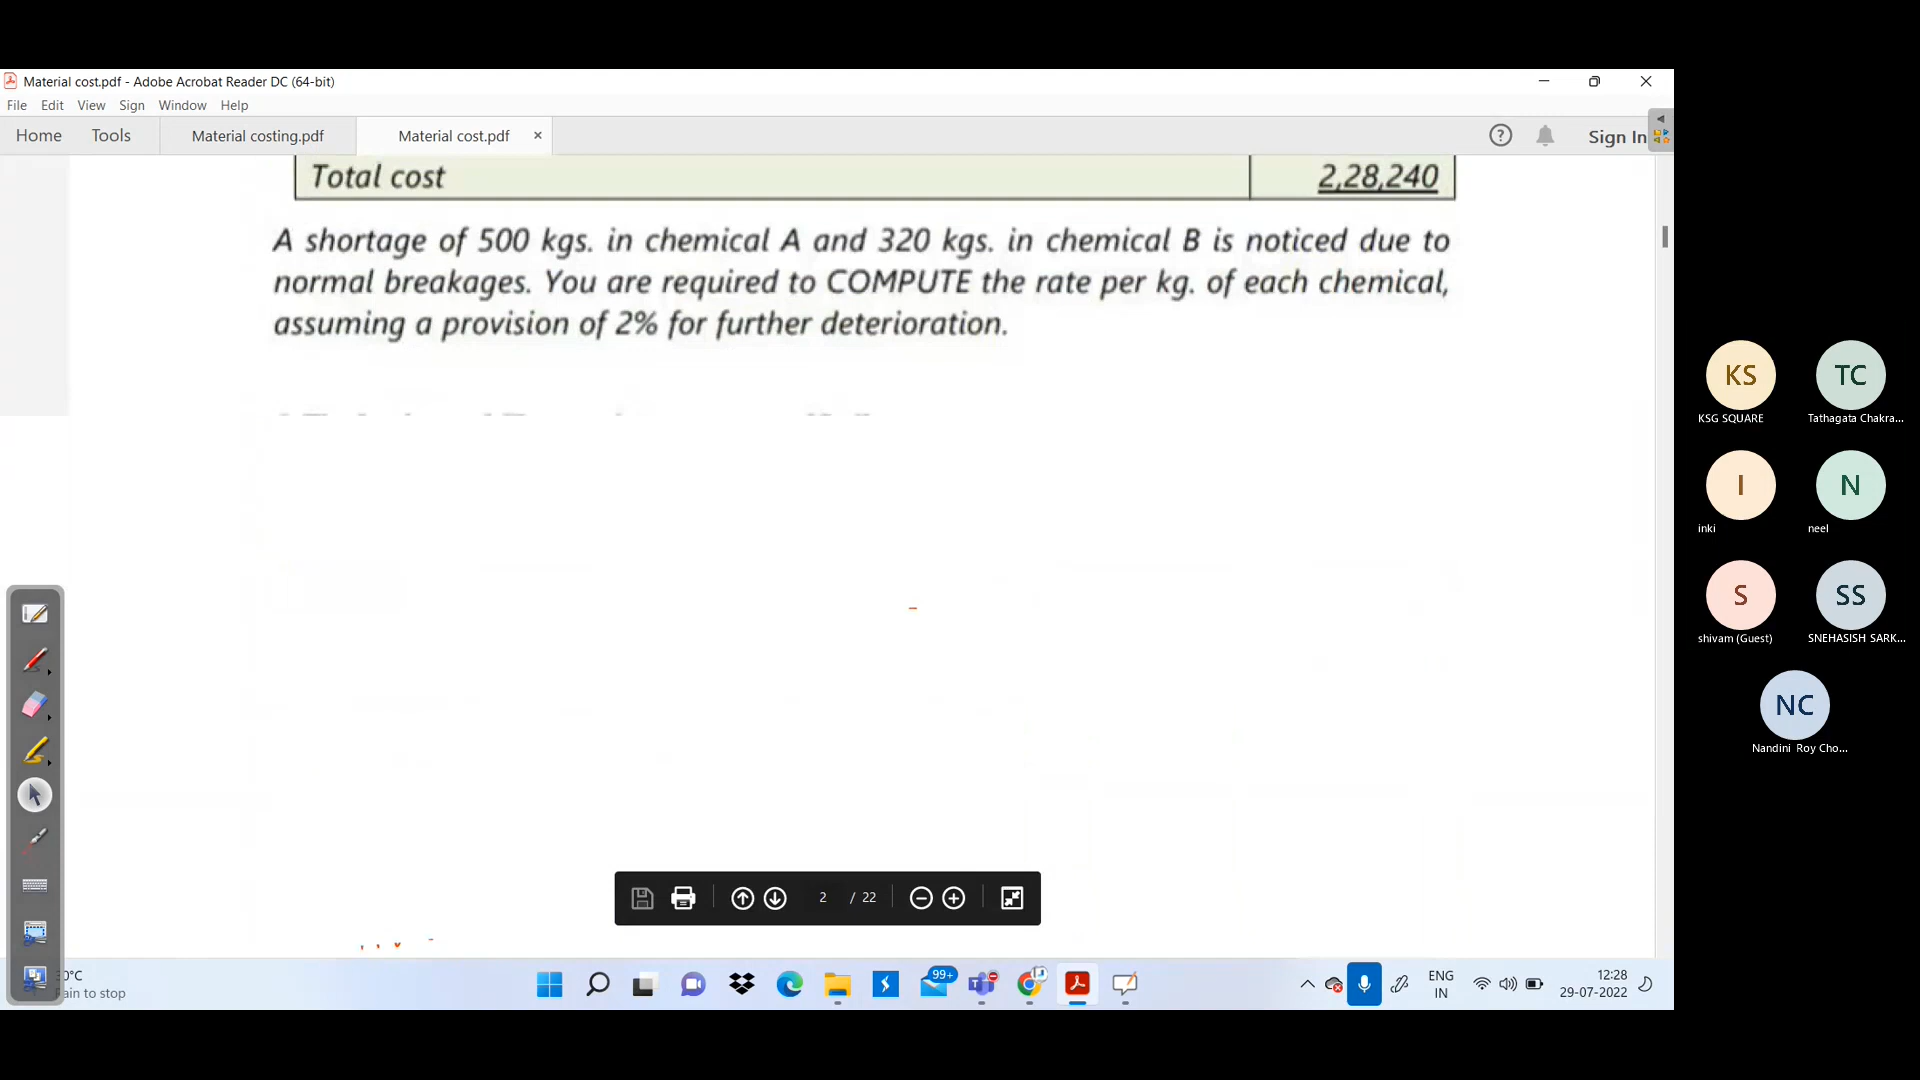 Material cost.pdf - Adobe Acrobat Reader DC (64-bit)
File Edit View Sign Window Help
Home Tools Material costing.pdf Material cost.pdf × ? Sign In
Total cost 2,28,240
A shortage of 500 kgs. in chemical A and 320 kgs. in chemical B is noticed due to
normal breakages. You are required to COMPUTE the rate per kg. of each chemical,
assuming a provision of 2% for further deterioration.
KS TC
KSG SQUARE Tathagata Chakra...
I N
inki neel
S SS
shivam (Guest) SNEHASISH SARK...
NC
Nandini Roy Cho...
2 / 22
0°C
ain to stop
99+
ENG
IN
12:28
29-07-2022